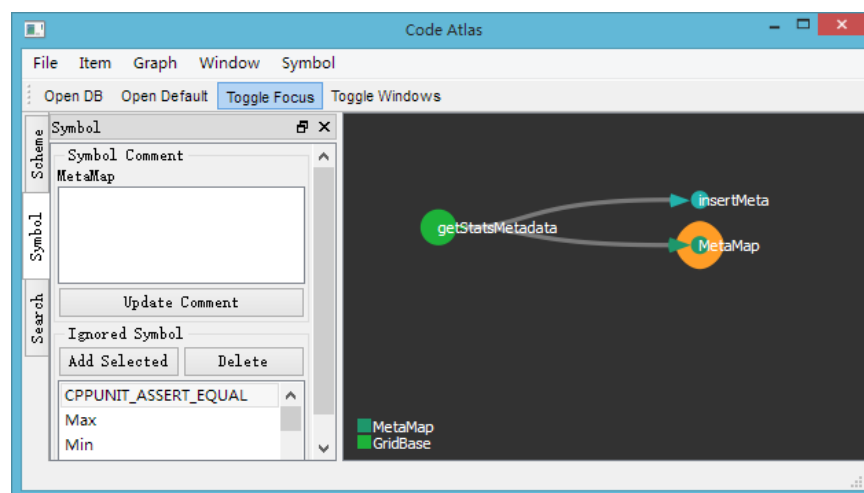 Code Atlas
File Item Graph Window Symbol
Open DB Open Default Toggle Focus Toggle Windows
Scheme
Symbol
Search
Symbol
Symbol Comment
MetaMap
Update Comment
Ignored Symbol
Add Selected Delete
CPPUNIT_ASSERT_EQUAL
Max
Min
insertMeta
getStatsMetadata
MetaMap
MetaMap
GridBase